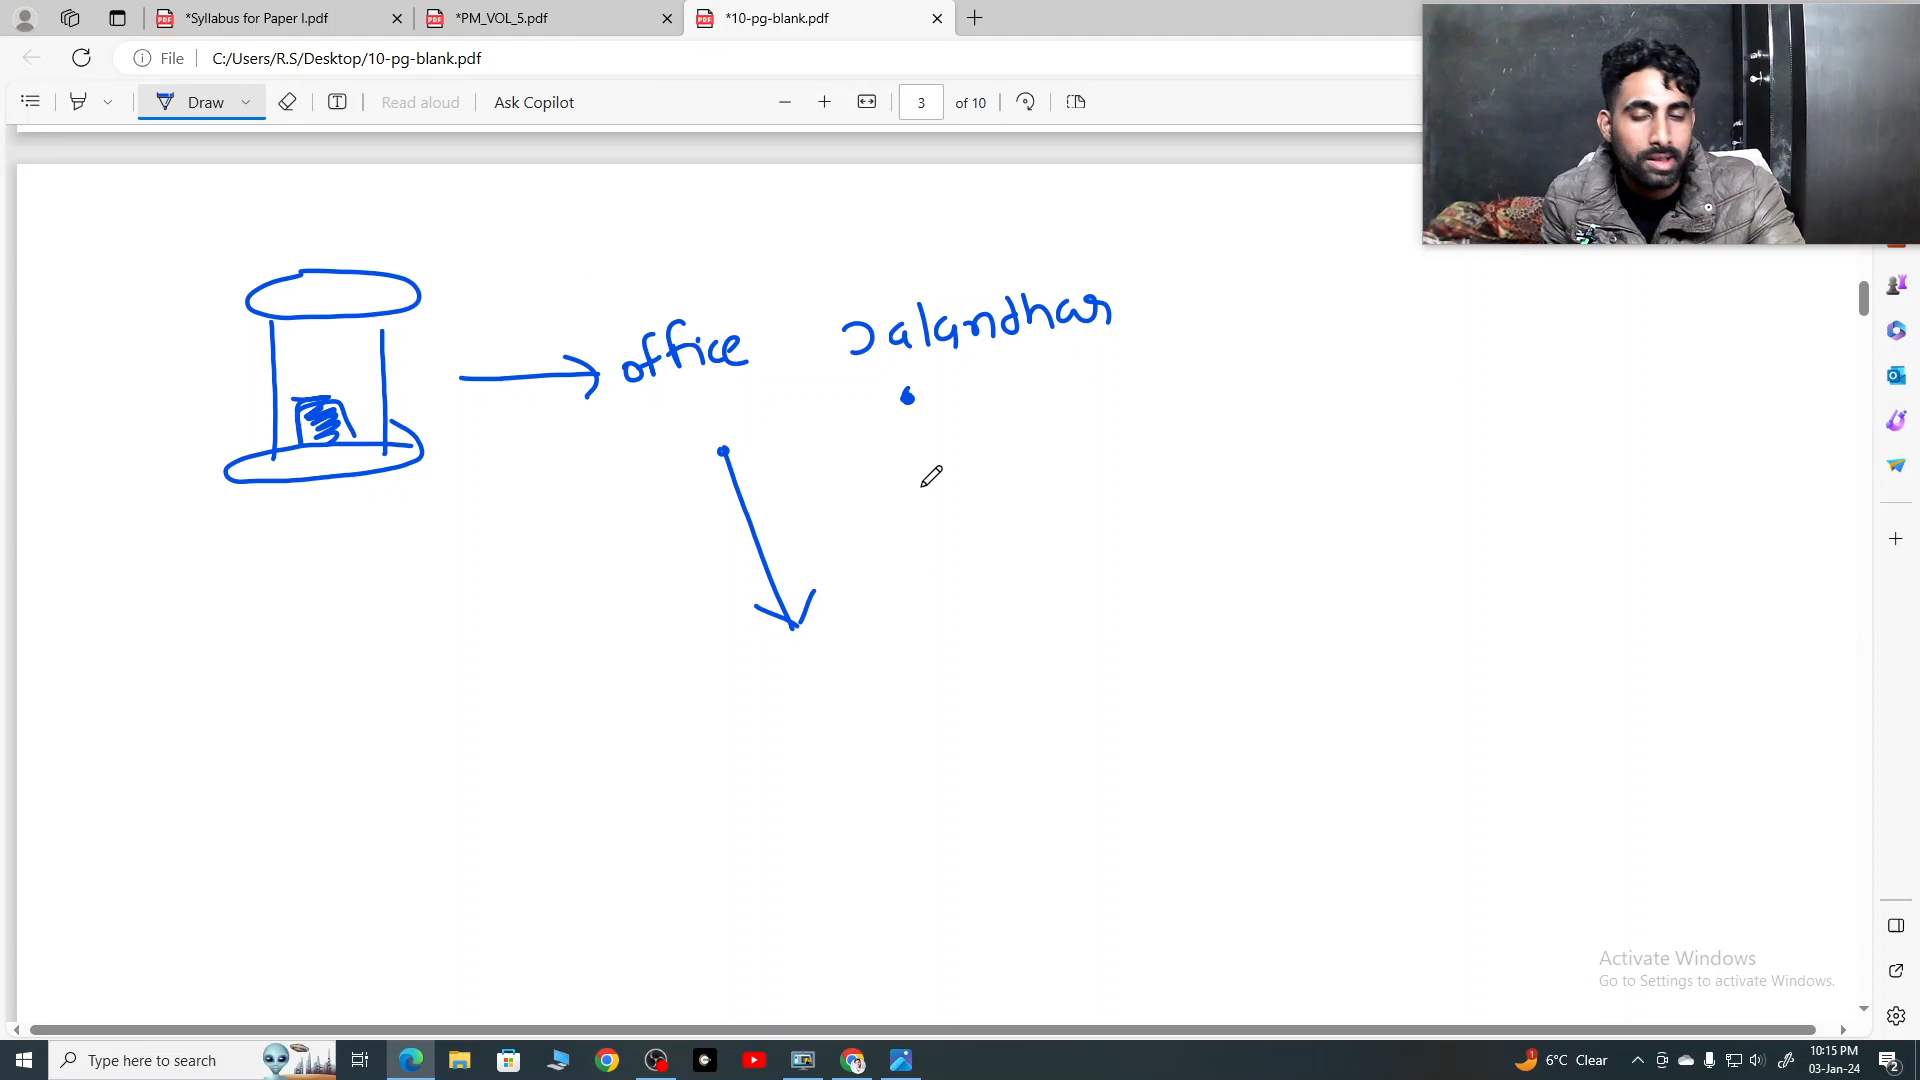 *Syllabus for Paper I.pdf
*PM_VOL_5.pdf
*10-pg-blank.pdf
File
C:/Users/R.S/Desktop/10-pg-blank.pdf
Draw
Read aloud
Ask Copilot
3
of 10
office
Jalandhar
Activate Windows
Go to Settings to activate Windows.
Type here to search
1
6°C Clear
10:15 PM
03-Jan-24
2